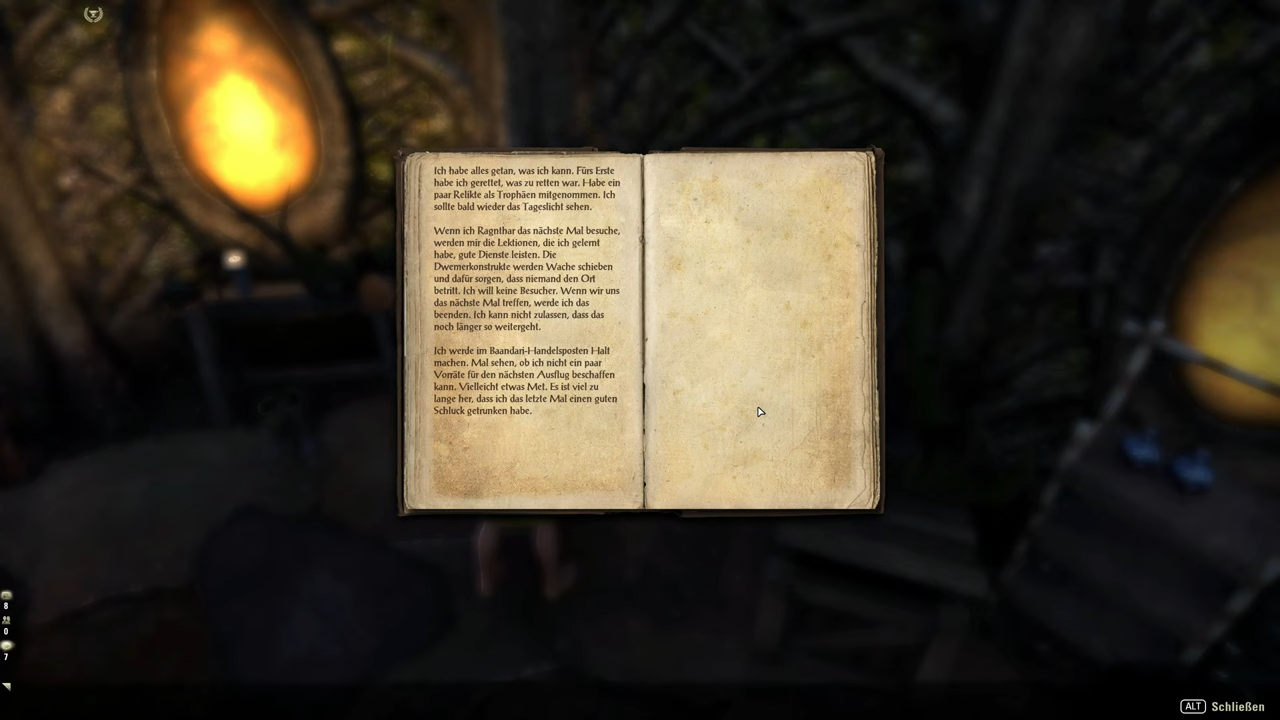 Ich habe alles getan, was ich kann. Fürs Erste
habe ich gerettet, was zu retten war. Habe ein
paar Relikte als Trophäen mitgenommen. Ich
sollte bald wieder das Tageslicht sehen.
Wenn ich Ragnthar das nächste Mal besuche,
werden mir die Lektionen, die ich gelernt
habe, gute Dienste leisten. Die
Dwemerkonstrukte werden Wache schieben
und dafür sorgen, dass niemand den Ort
betritt. Ich will keine Besucher. Wenn wir uns
das nächste Mal treffen, werde ich das
beenden. Ich kann nicht zulassen, dass das
noch länger so weitergeht.
Ich werde im Baandari-Handelsposten Halt
machen. Mal sehen, ob ich nicht ein paar
Vorräte für den nächsten Ausflug beschaffen
kann. Vielleicht etwas Met. Es ist viel zu
lange her, dass ich das letzte Mal einen guten
Schluck getrunken habe.
8
0
7
ALT Schließen